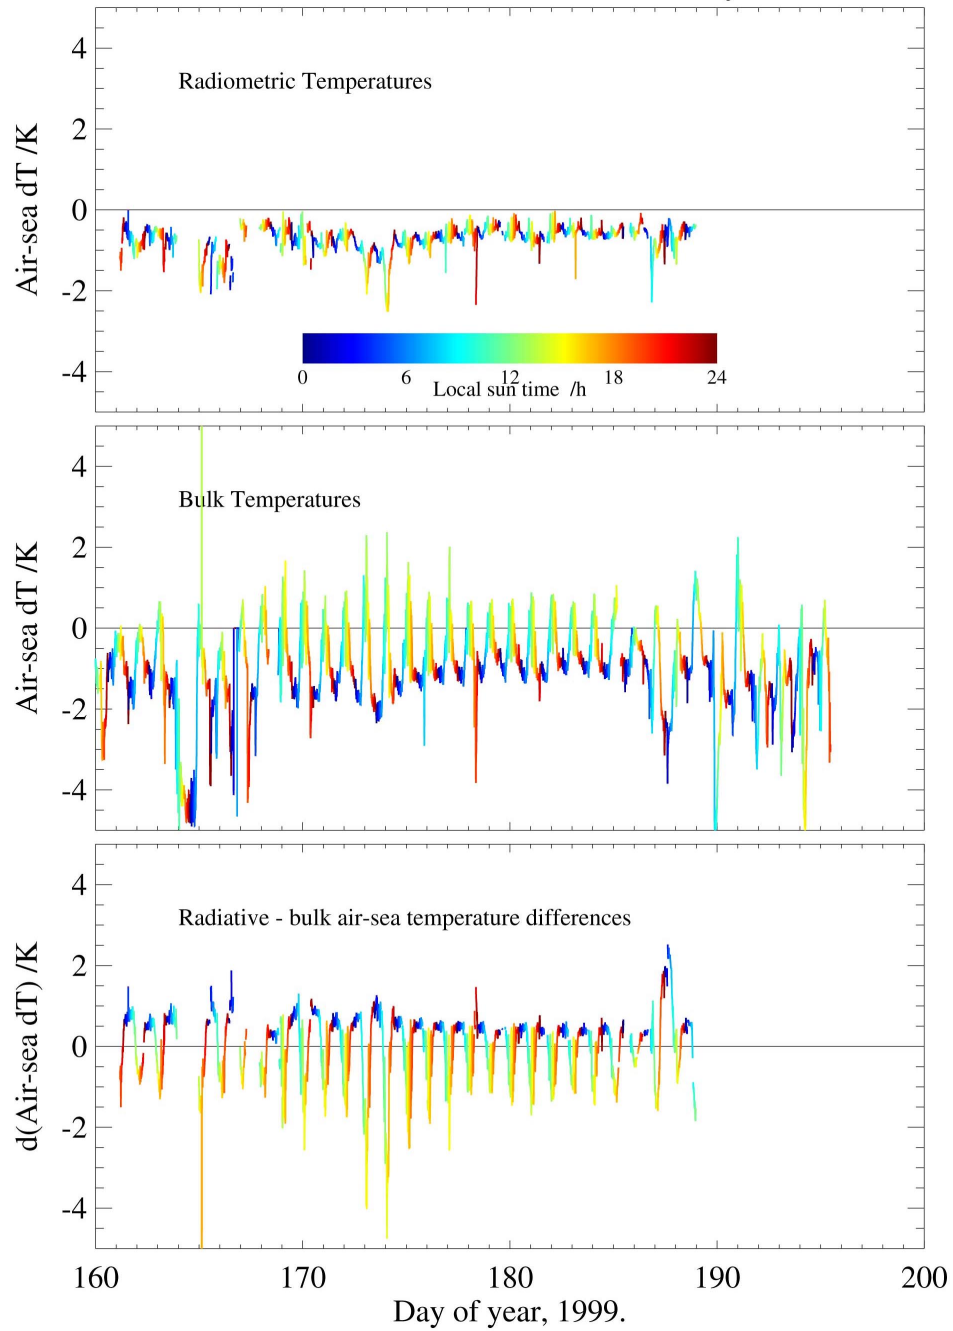 4
Radiometric Temperatures
2
Air-sea dT /K
0
-2
-4
0 6 12 18 24
Local sun time /h
4
Bulk Temperatures
2
Air-sea dT /K
0
-2
-4
4
Radiative - bulk air-sea temperature differences
2
d(Air-sea dT) /K
0
-2
-4
160 170 180 190 200
Day of year, 1999.